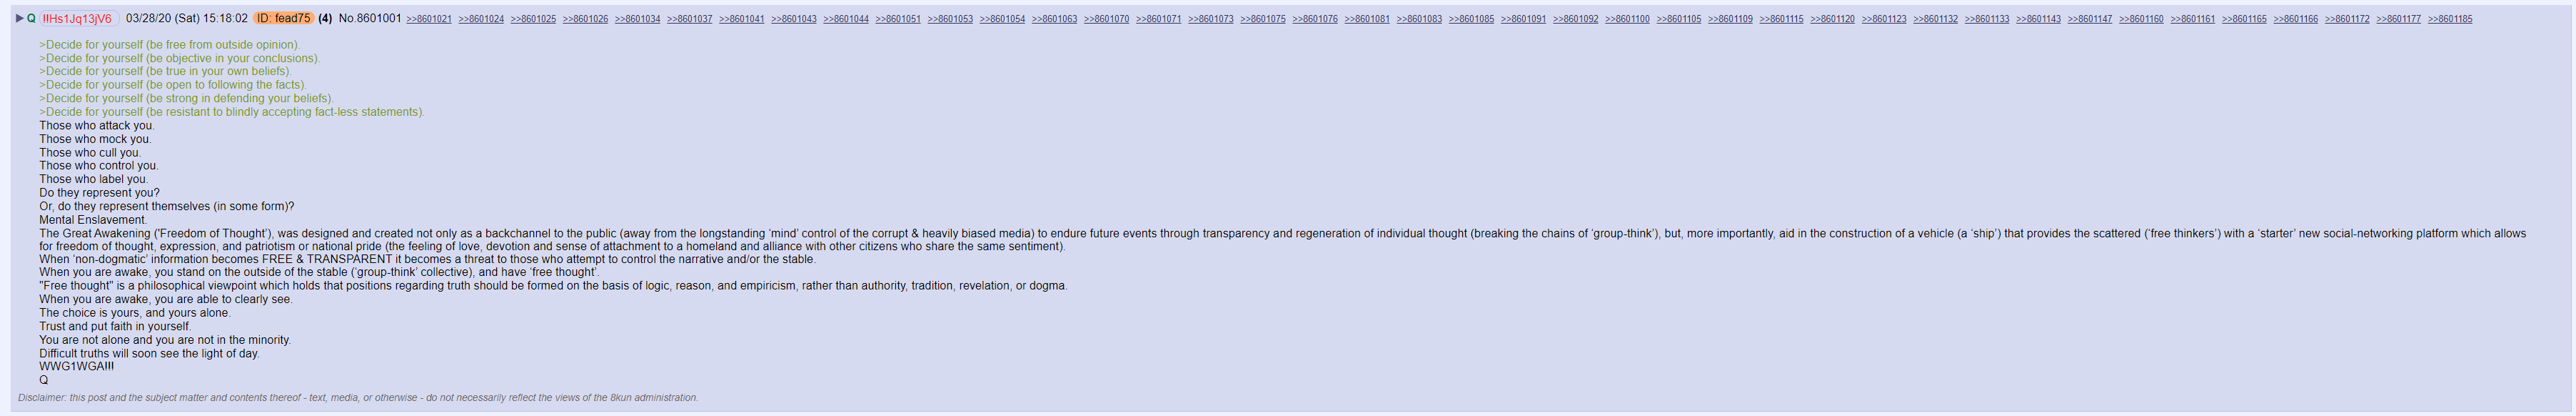 ▶ Q !!Hs1Jq13jV6 03/28/20 (Sat) 15:18:02 ID: fead75 (4) No.8601001 >>8601021 >>8601024 >>8601025 >>8601026 >>8601034 >>8601037 >>8601041 >>8601043 >>8601044 >>8601051 >>8601053 >>8601054 >>8601063 >>8601070 >>8601071 >>8601073 >>8601075 >>8601076 >>8601081 >>8601083 >>8601085 >>8601091 >>8601092 >>8601100 >>8601105 >>8601109 >>8601115 >>8601120 >>8601123 >>8601132 >>8601133 >>8601143 >>8601147 >>8601160 >>8601161 >>8601165 >>8601166 >>8601172 >>8601177 >>8601185
>Decide for yourself (be free from outside opinion).
>Decide for yourself (be objective in your conclusions).
>Decide for yourself (be true in your own beliefs).
>Decide for yourself (be open to following the facts).
>Decide for yourself (be strong in defending your beliefs).
>Decide for yourself (be resistant to blindly accepting fact-less statements).
Those who attack you.
Those who mock you.
Those who cull you.
Those who control you.
Those who label you.
Do they represent you?
Or, do they represent themselves (in some form)?
Mental Enslavement.
The Great Awakening ('Freedom of Thought'), was designed and created not only as a backchannel to the public (away from the longstanding 'mind' control of the corrupt & heavily biased media) to endure future events through transparency and regeneration of individual thought (breaking the chains of 'group-think'), but, more importantly, aid in the construction of a vehicle (a 'ship') that provides the scattered ('free thinkers') with a 'starter' new social-networking platform which allows
for freedom of thought, expression, and patriotism or national pride (the feeling of love, devotion and sense of attachment to a homeland and alliance with other citizens who share the same sentiment).
When 'non-dogmatic' information becomes FREE & TRANSPARENT it becomes a threat to those who attempt to control the narrative and/or the stable.
When you are awake, you stand on the outside of the stable ('group-think' collective), and have 'free thought'.
"Free thought" is a philosophical viewpoint which holds that positions regarding truth should be formed on the basis of logic, reason, and empiricism, rather than authority, tradition, revelation, or dogma.
When you are awake, you are able to clearly see.
The choice is yours, and yours alone.
Trust and put faith in yourself.
You are not alone and you are not in the minority.
Difficult truths will soon see the light of day.
WWG1WGA!!!
Q
Disclaimer: this post and the subject matter and contents thereof - text, media, or otherwise - do not necessarily reflect the views of the 8kun administration.